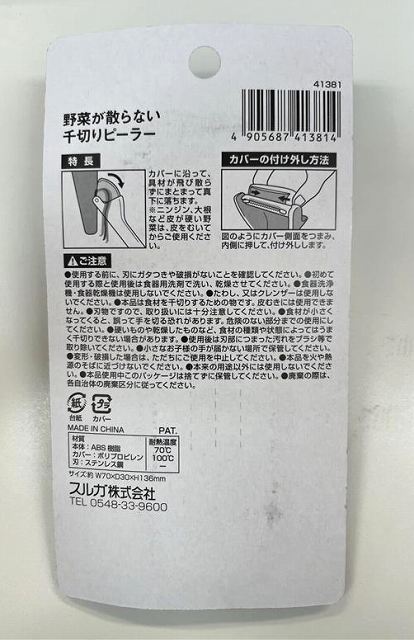 41381
野菜が散らない
千切りピーラー
4 905687 413814
特長
カバーに沿って、
具材が飛び散ら
ずにまとまって真
下に落ちます。
※ニンジン、大根
など皮が硬い野
菜は、皮をむいて
からご使用くださ
い。
カバーの付け外し方法
図のようにカバー側面をつまみ、
内側に押して、付け外しします。
ご注意
●使用する前に、刃にガタつきや破損がないことを確認してください。●初めて
使用する際と使用後は食器用洗剤で洗い、乾燥させてください。●食器洗浄
機・食器乾燥機は使用しないでください。●たわし、又はクレンザーは使用しな
いでください。●本品は食材を千切りするための物です。皮むきには使用できま
せん。●刃物ですので、取り扱いには十分注意してください。●食材が小さく
なってくると、誤って手を切る恐れがあります。危険のない部分までの使用にし
てください。●硬いものや乾燥したものなど、食材の種類や状態によってはうま
く千切りできない場合があります。●使用後は刃部につまった汚れをブラシ等で
取り除いてください。●小さなお子様の手が届かない場所で保管してください。
●変形・破損した場合は、ただちにご使用を中止してください。●本品を火や熱
源のそばに近づけないでください。●本来の用途以外には使用しないでくださ
い。●本品使用中このパッケージは捨てずに保管してください。●廃棄の際は、
各自治体の廃棄区分に従ってください。
紙
台紙
プラ
カバー
MADE IN CHINA
PAT.
材質
耐熱温度
本体：ABS樹脂
70℃
カバー：ポリプロピレン
100℃
刃：ステンレス鋼
—
サイズ：約 W70×D30×H136mm
スルガ株式会社
TEL 0548-33-9600